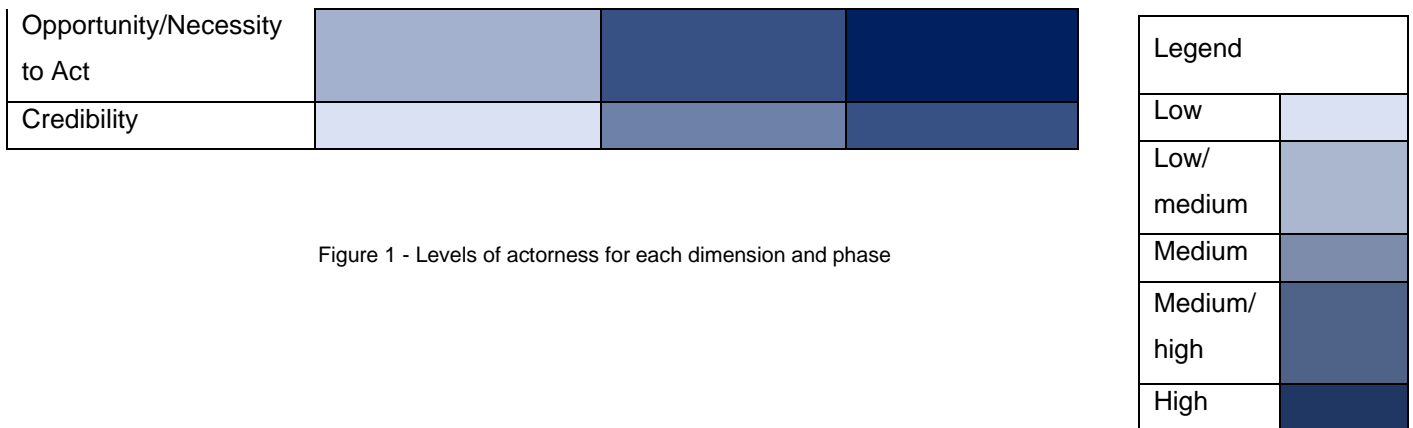 Opportunity/Necessity
to Act
Credibility
Figure 1 - Levels of actorness for each dimension and phase
Legend
Low
Low/
medium
Medium
Medium/
high
High